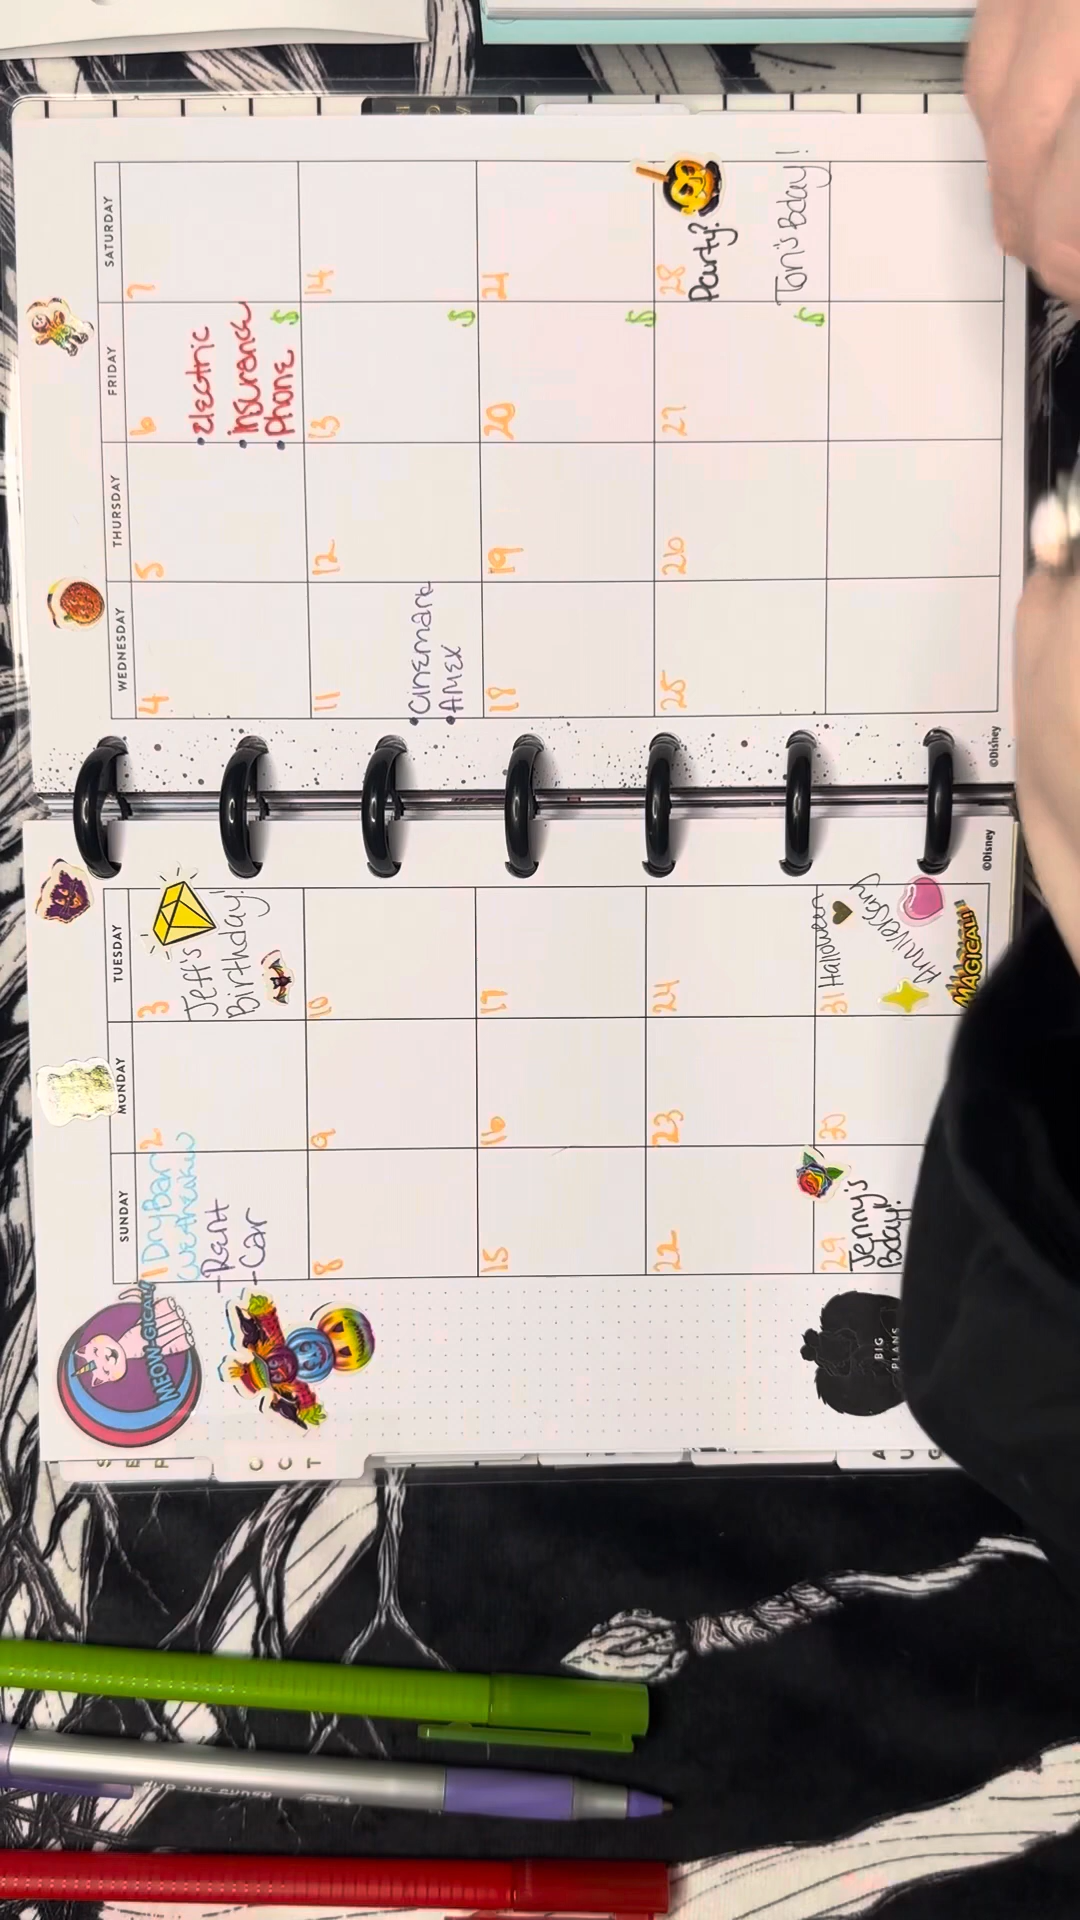 SUNDAY
MONDAY
TUESDAY
WEDNESDAY
THURSDAY
FRIDAY
SATURDAY
MEOW-GICAL!
1 DryBar
-Rent
-Car
2
3
Jeff's
Birthday!
4
5
6
•Electric
•insurance
•Phone $
7
8
9
10
11
•Cinemark
•AMEX
12
13
$
14
15
16
17
18
19
20
$
21
22
23
24
25
26
27
$
28
Party?
Tori's Bday!
29
Jenny's
Bday!
30
31 Halloween
Anniversary
MAGICAL!
BIG
PLANS
©Disney
©Disney
S
E
P
O
C
T
A
U
G